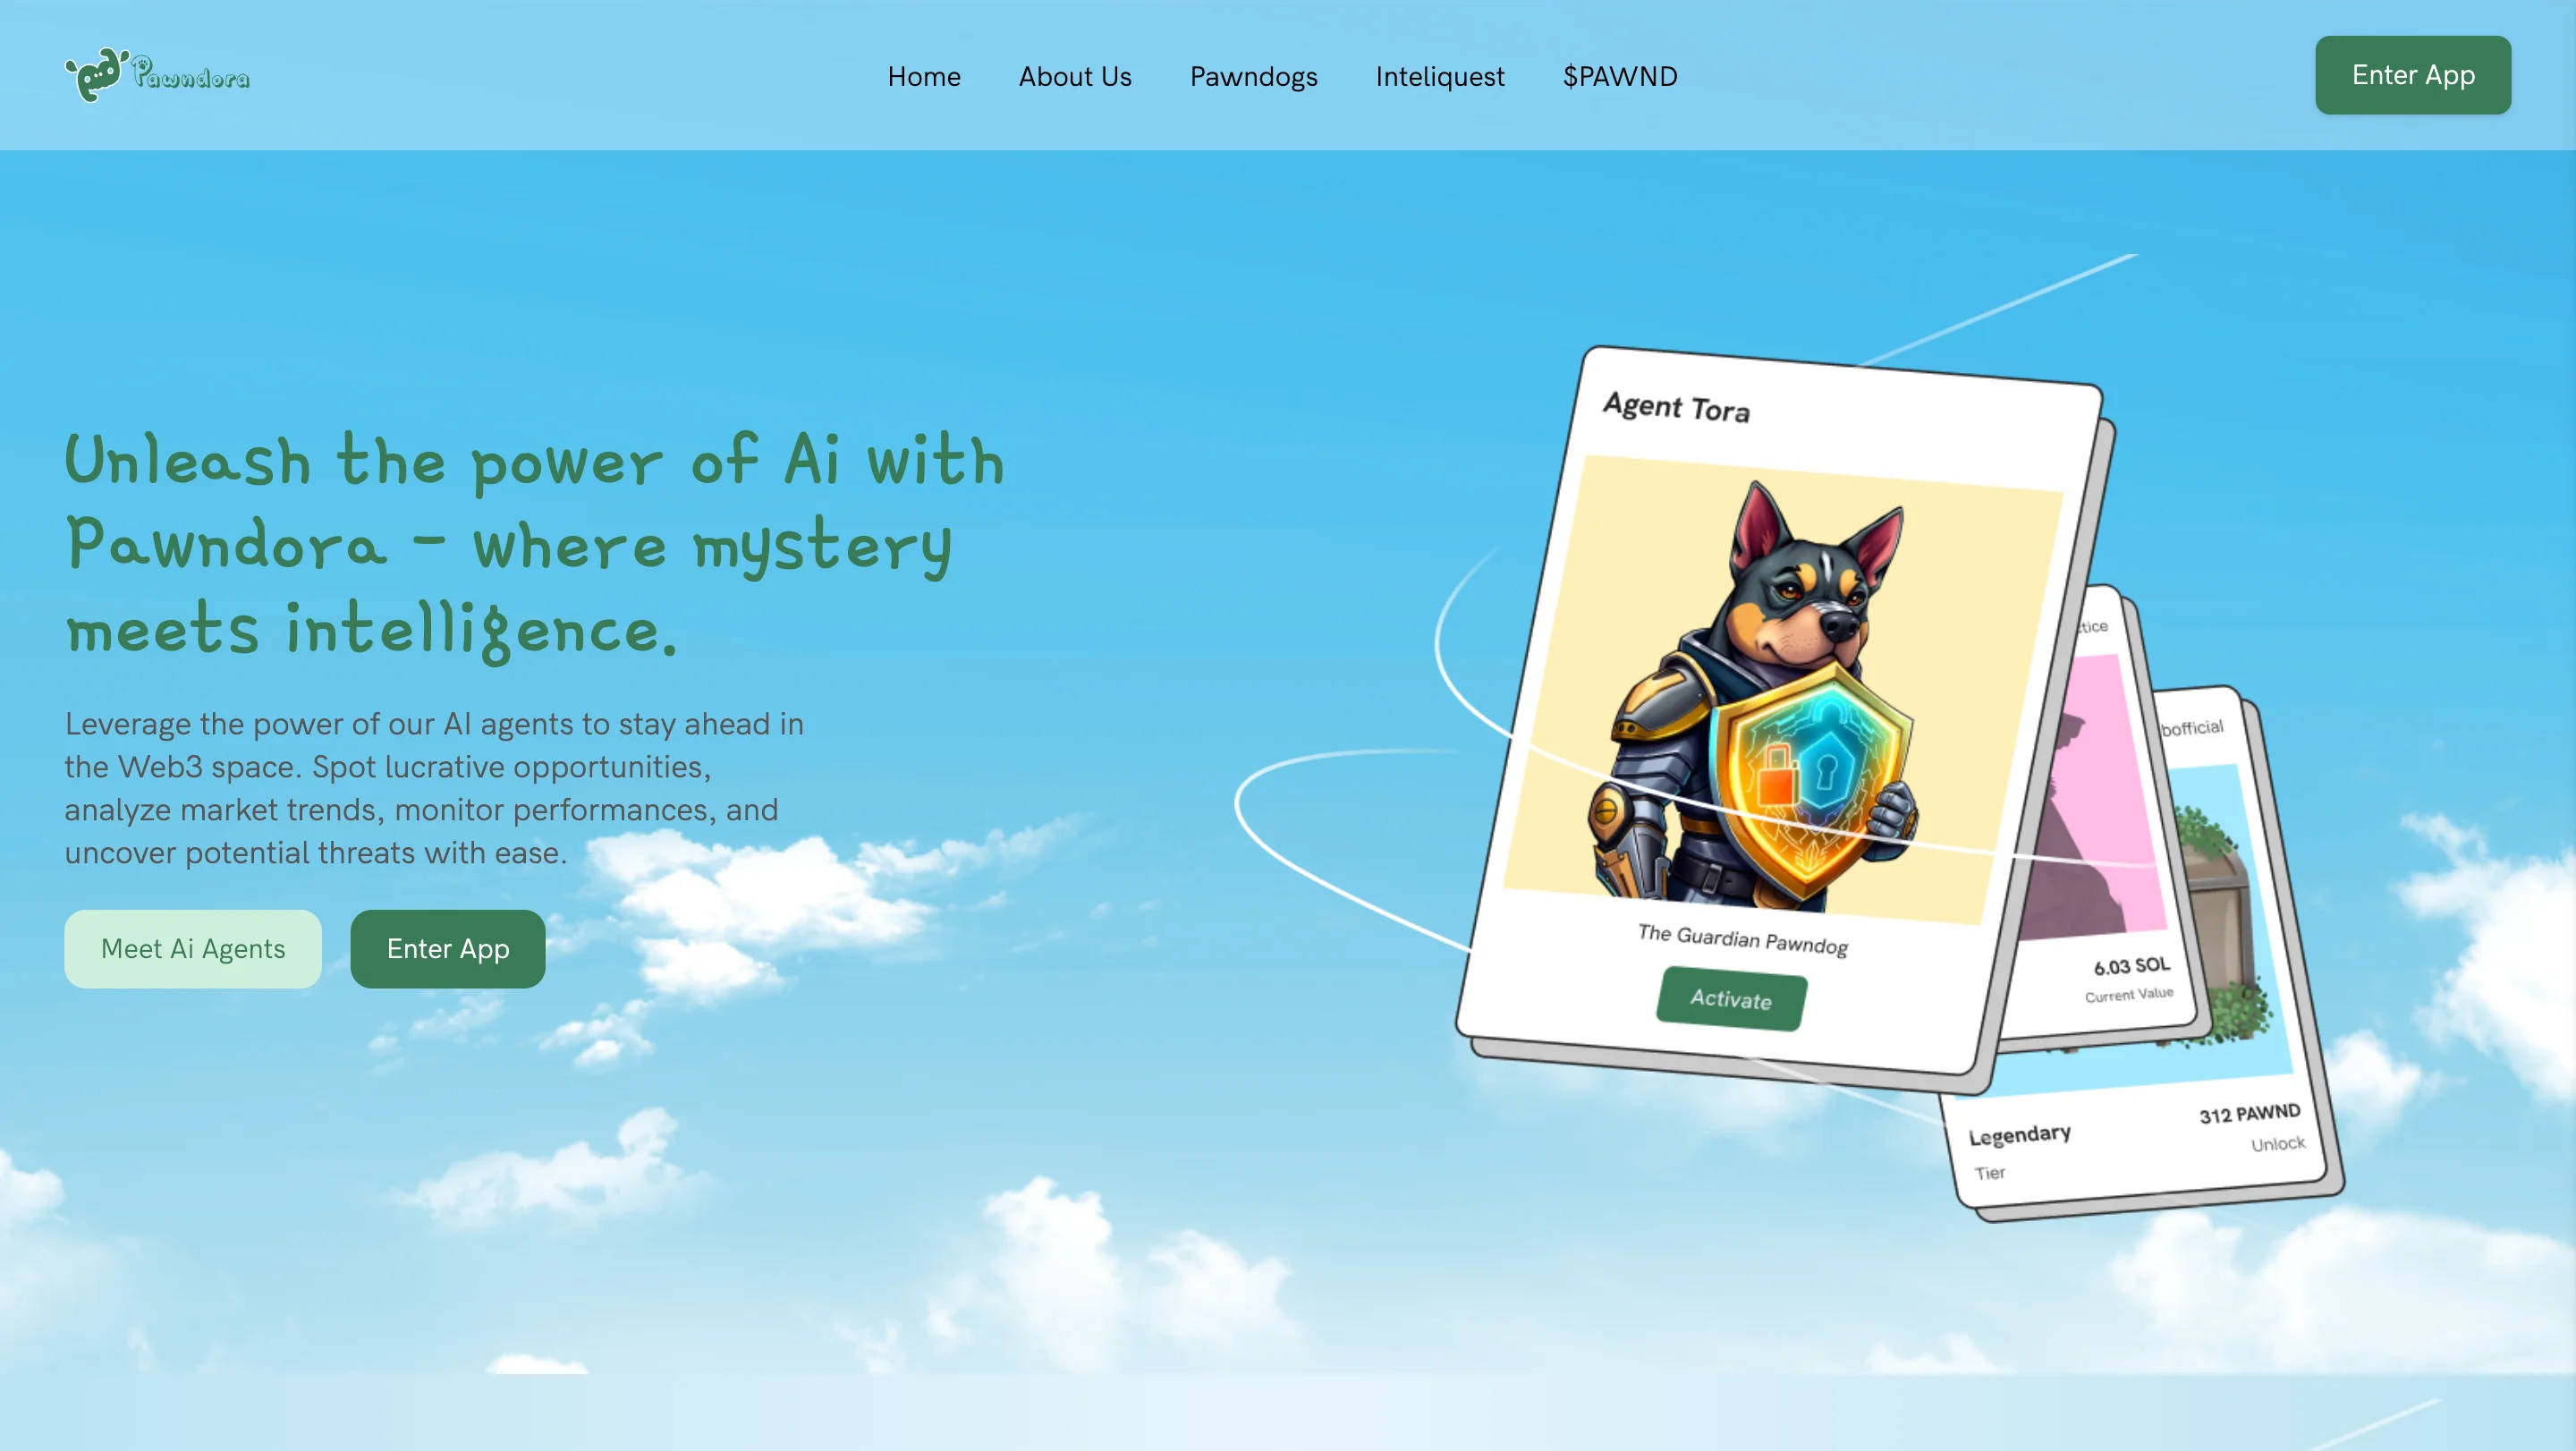 Pawndora
Home
About Us
Pawndogs
Inteliquest
$PAWND
Enter App
Unleash the power of Ai with
Pawndora - where mystery
meets intelligence.
Leverage the power of our AI agents to stay ahead in
the Web3 space. Spot lucrative opportunities,
analyze market trends, monitor performances, and
uncover potential threats with ease.
Meet Ai Agents
Enter App
Agent Tora
The Guardian Pawndog
Activate
6.03 SOL
Current Value
Legendary
Tier
312 PAWND
Unlock